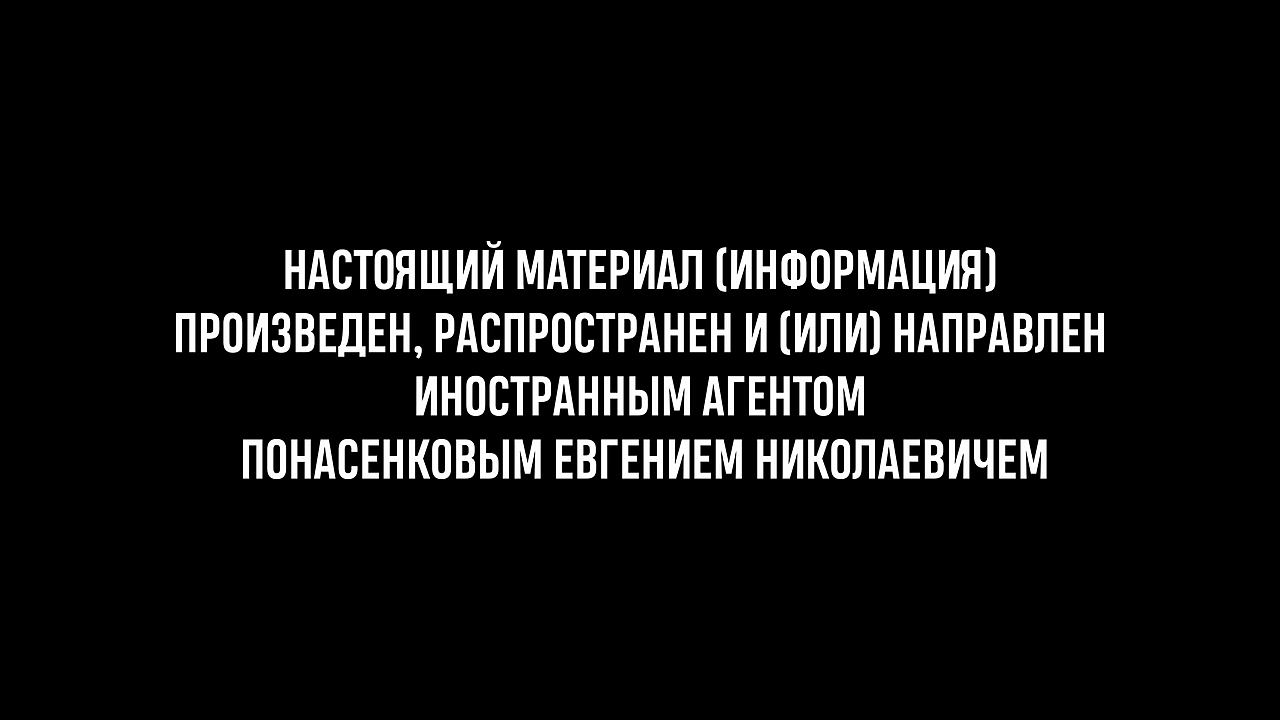 НАСТОЯЩИЙ МАТЕРИАЛ (ИНФОРМАЦИЯ)
ПРОИЗВЕДЕН, РАСПРОСТРАНЕН И (ИЛИ) НАПРАВЛЕН
ИНОСТРАННЫМ АГЕНТОМ
ПОНАСЕНКОВЫМ ЕВГЕНИЕМ НИКОЛАЕВИЧЕМ